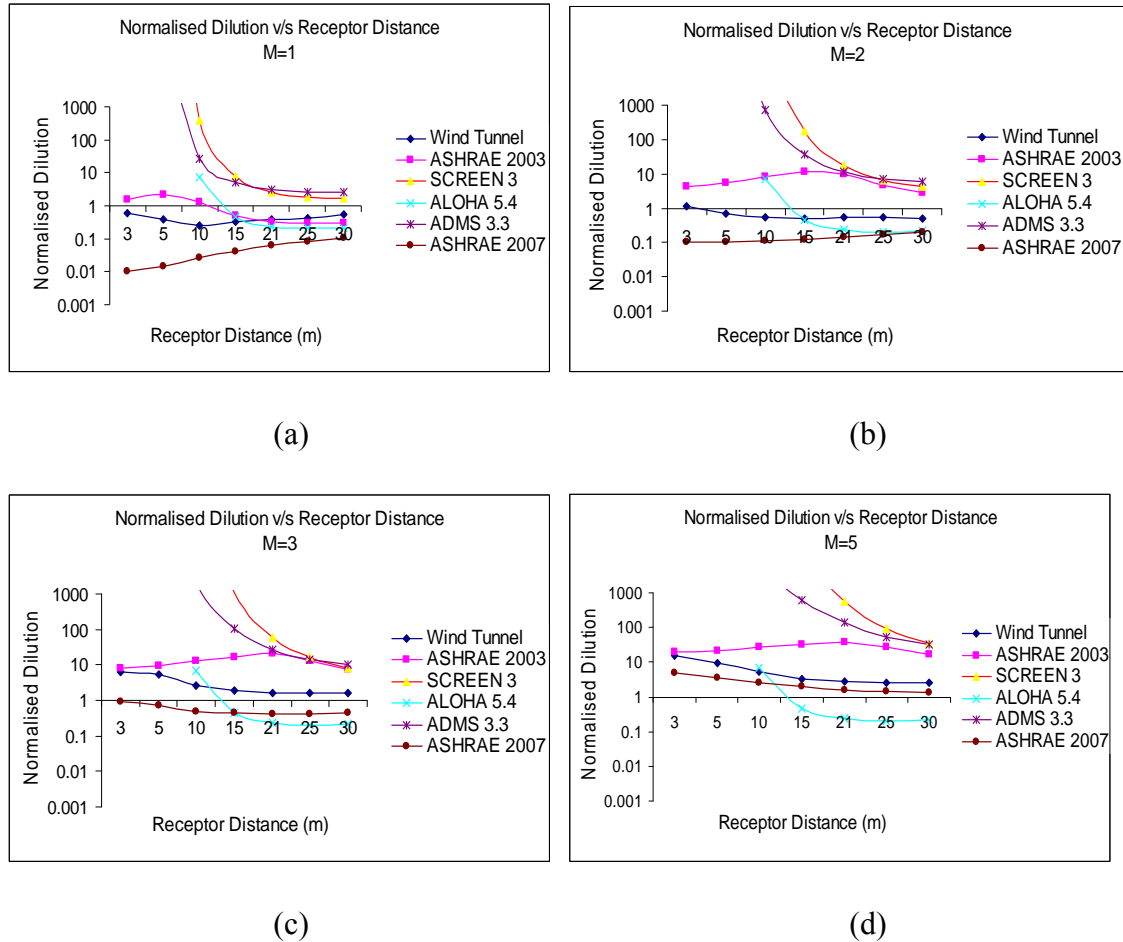 Normalised Dilution v/s Receptor Distance
M=1
Normalised Dilution
1000
100
10
1
0.1
0.01
0.001
3 5 10 15 21 25 30
Receptor Distance (m)
Wind Tunnel
ASHRAE 2003
SCREEN 3
ALOHA 5.4
ADMS 3.3
ASHRAE 2007
(a)
Normalised Dilution v/s Receptor Distance
M=2
Normalised Dilution
1000
100
10
1
0.1
0.01
0.001
3 5 10 15 21 25 30
Receptor Distance (m)
Wind Tunnel
ASHRAE 2003
SCREEN 3
ALOHA 5.4
ADMS 3.3
ASHRAE 2007
(b)
Normalised Dilution v/s Receptor Distance
M=3
Normalised Dilution
1000
100
10
1
0.1
0.01
0.001
3 5 10 15 21 25 30
Receptor Distance (m)
Wind Tunnel
ASHRAE 2003
SCREEN 3
ALOHA 5.4
ADMS 3.3
ASHRAE 2007
(c)
Normalised Dilution v/s Receptor Distance
M=5
Normalised Dilution
1000
100
10
1
0.1
0.01
0.001
3 5 10 15 21 25 30
Receptor Distance (m)
Wind Tunnel
ASHRAE 2003
SCREEN 3
ALOHA 5.4
ADMS 3.3
ASHRAE 2007
(d)